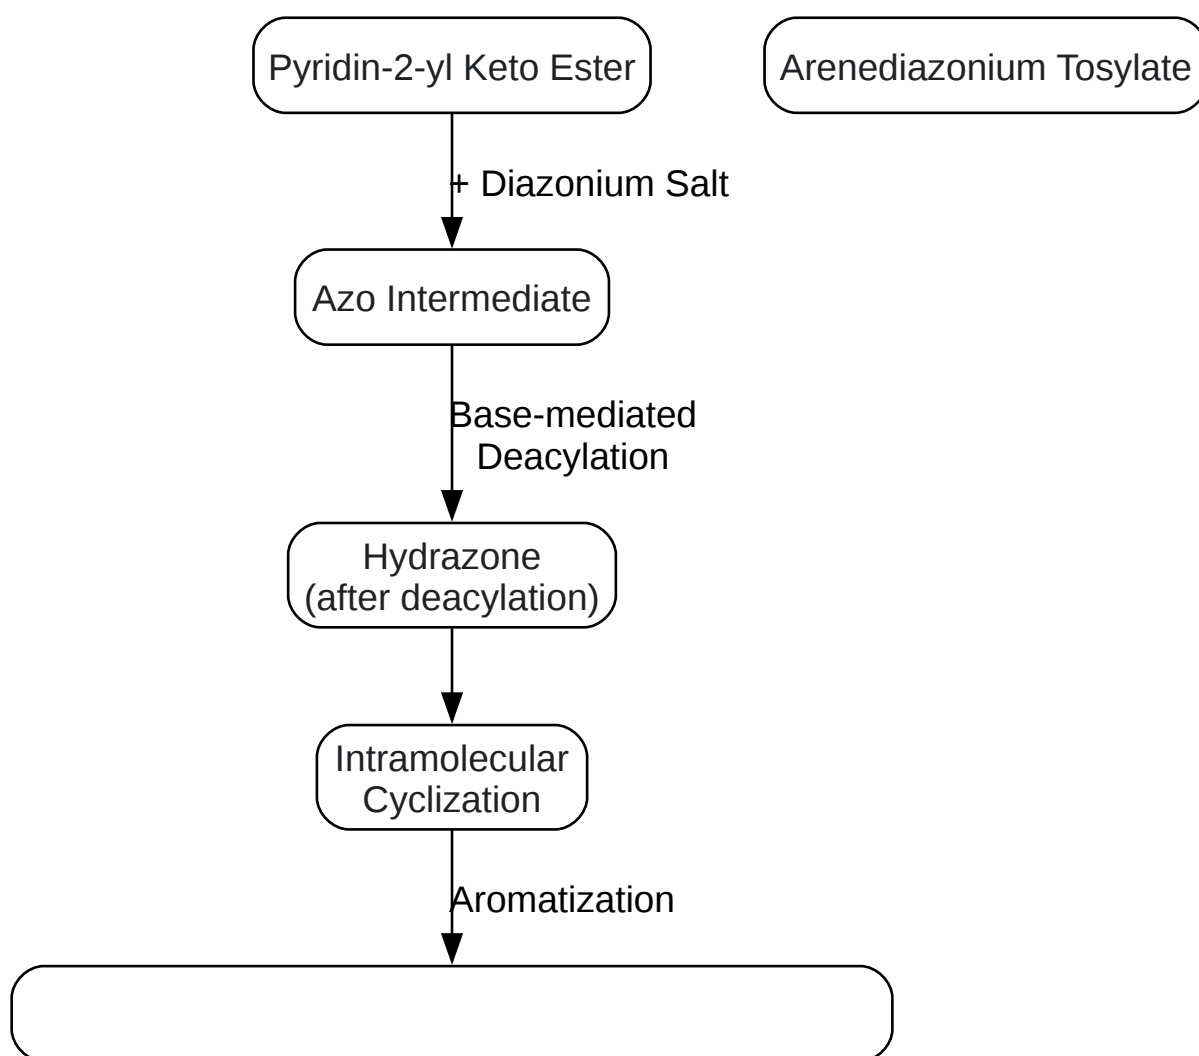 Pyridin-2-yl Keto Ester
Arenediazonium Tosylate
+ Diazonium Salt
Azo Intermediate
Base-mediated
Deacylation
Hydrazone
(after deacylation)
Intramolecular
Cyclization
Aromatization